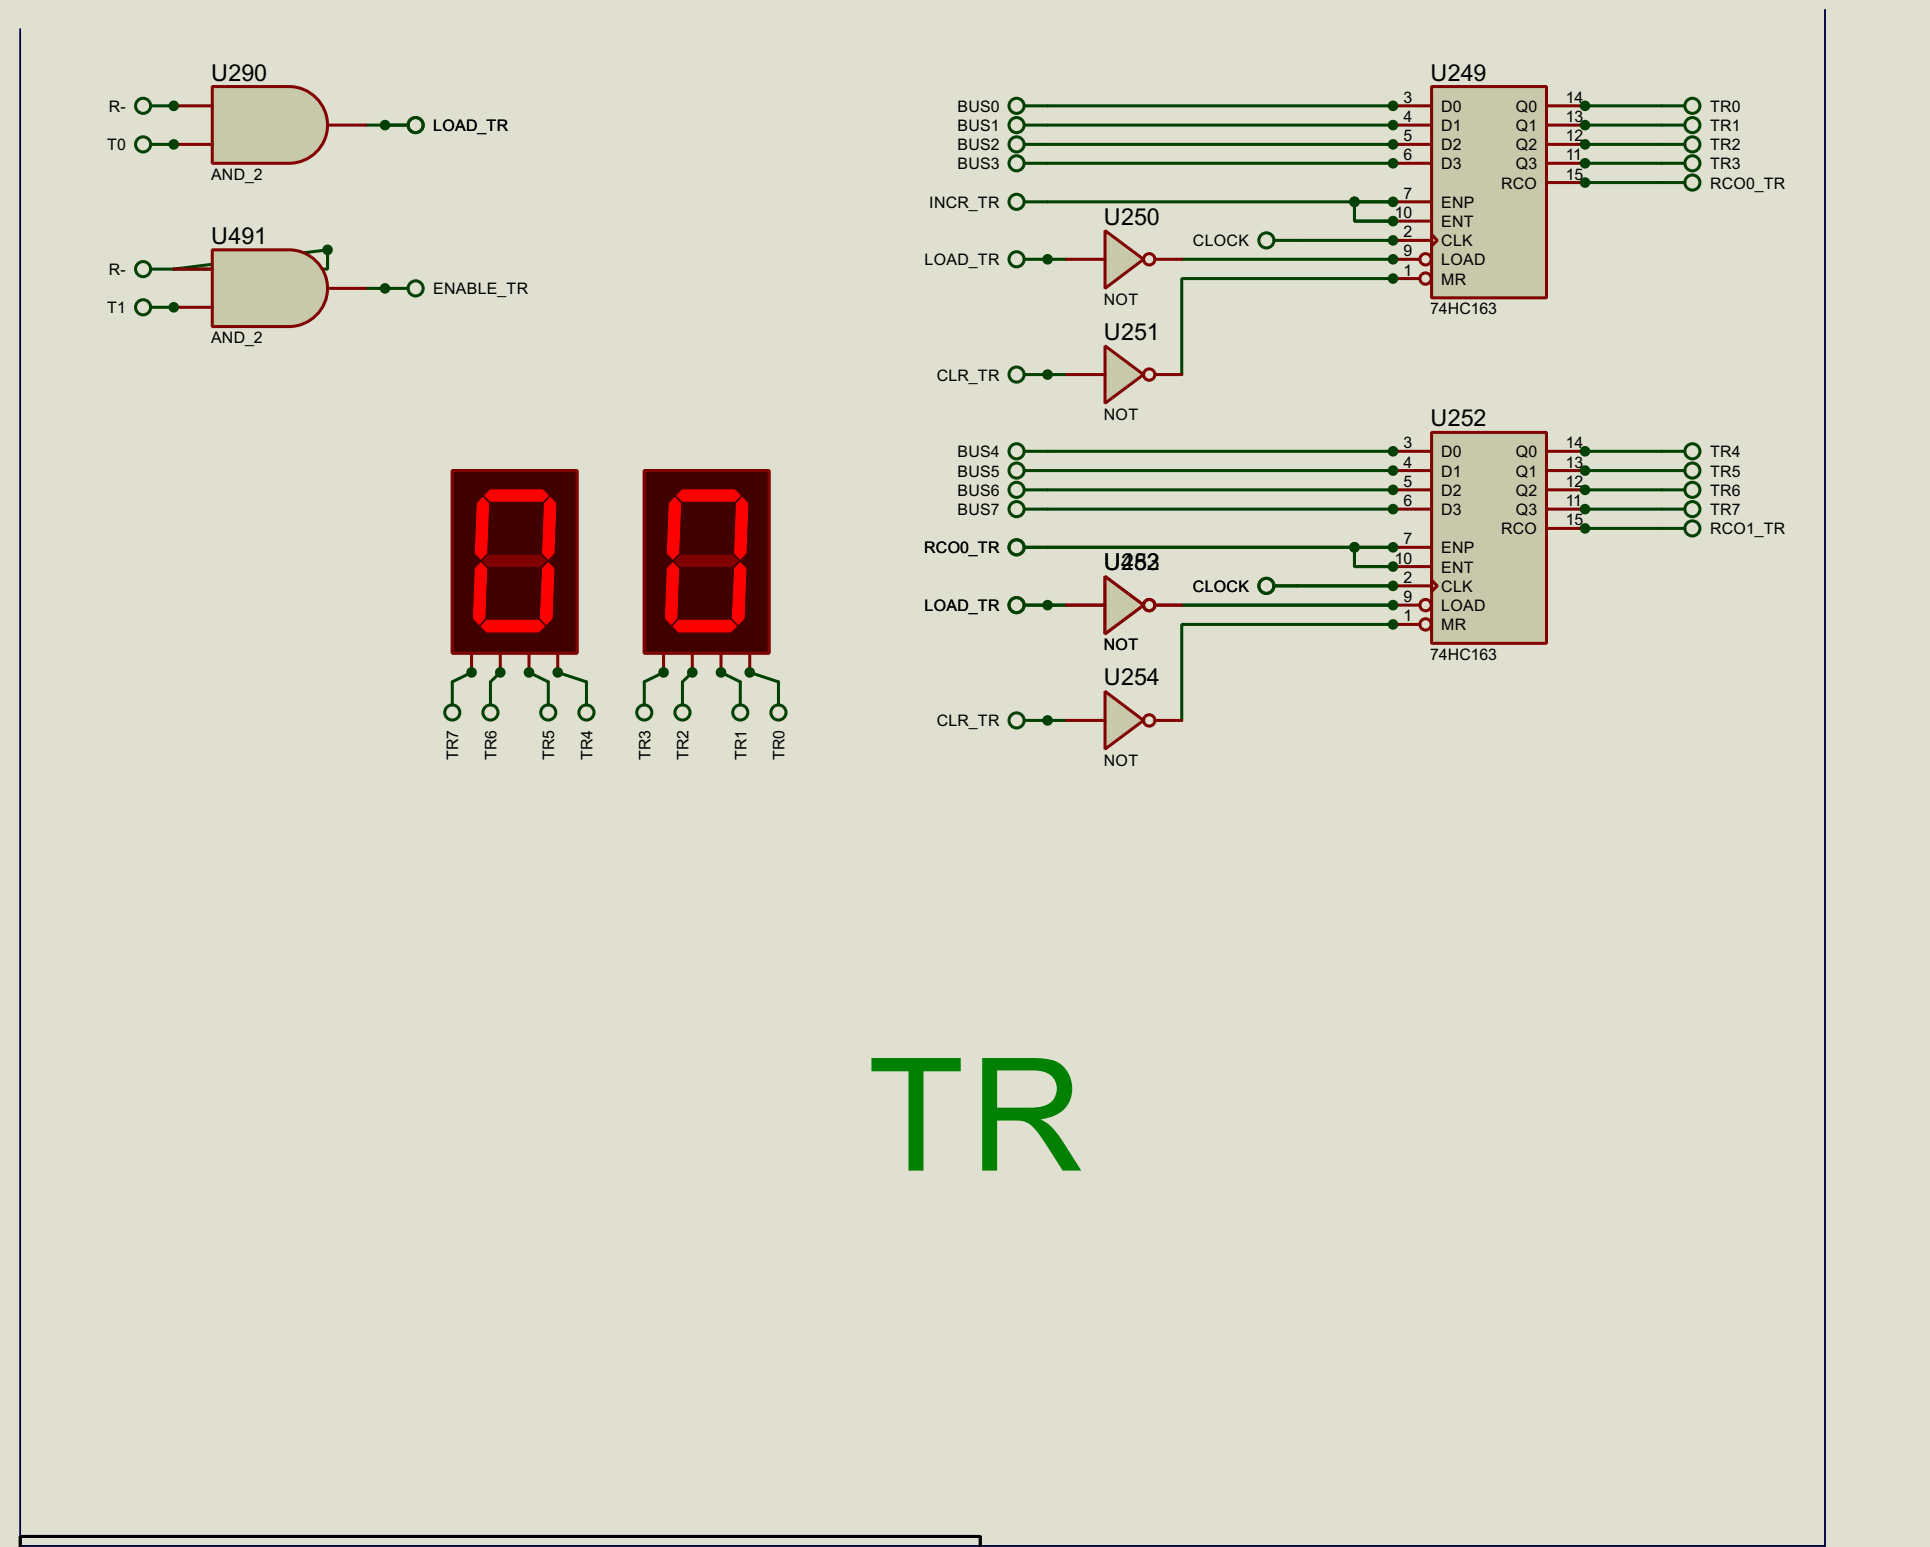 U290
R-
T0
LOAD_TR
AND_2
U491
R-
T1
ENABLE_TR
AND_2
TR7
TR6
TR5
TR4
TR3
TR2
TR1
TR0
U249
BUS0
BUS1
BUS2
BUS3
INCR_TR
LOAD_TR
U250
NOT
CLOCK
CLR_TR
U251
NOT
3 D0
4 D1
5 D2
6 D3
7 ENP
10 ENT
2 CLK
9 LOAD
1 MR
Q0 14 TR0
Q1 13 TR1
Q2 12 TR2
Q3 11 TR3
RCO 15 RCO0_TR
74HC163
U252
BUS4
BUS5
BUS6
BUS7
RCO0_TR
LOAD_TR
NOT
CLOCK
CLR_TR
U254
NOT
3 D0
4 D1
5 D2
6 D3
7 ENP
10 ENT
2 CLK
9 LOAD
1 MR
Q0 14 TR4
Q1 13 TR5
Q2 12 TR6
Q3 11 TR7
RCO 15 RCO1_TR
74HC163
TR